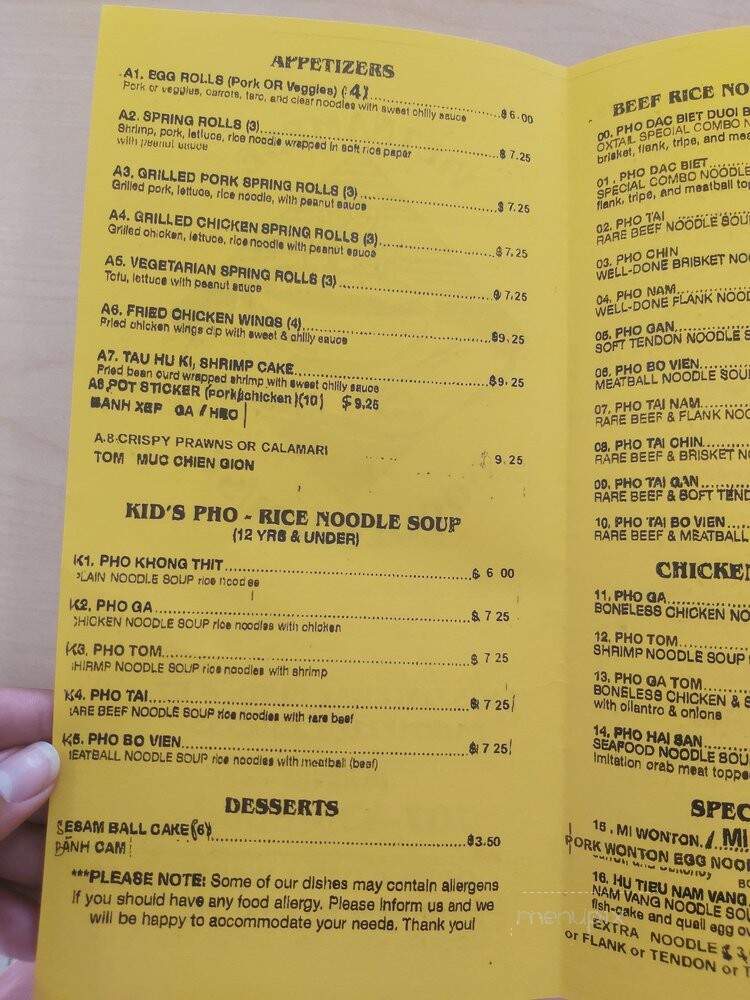 APPETIZERS
A1. EGG ROLLS (Pork OR Veggies) (4) $6.00
Pork or veggies, carrots, taro, and clear noodles with sweet chilly sauce
A2. SPRING ROLLS (3) $7.25
Shrimp, pork, lettuce, rice noodle wrapped in soft rice paper
with peanut sauce
A3. GRILLED PORK SPRING ROLLS (3) $7.25
Grilled pork, lettuce, rice noodle, with peanut sauce
A4. GRILLED CHICKEN SPRING ROLLS (3) $7.25
Grilled chicken, lettuce, rice noodle with peanut sauce
A5. VEGETARIAN SPRING ROLLS (3) $7.25
Tofu, lettuce with peanut sauce
A6. FRIED CHICKEN WINGS (4) $9.25
Fried chicken wings dip with sweet & chilly sauce
A7. TAU HU KI, SHRIMP CAKE $9.25
Fried bean curd wrapped shrimp with sweet chilly sauce
A8,POT STICKER (pork/chicken)(10) $9.25
BANH XEP GA / HEO
A.8 CRISPY PRAWNS OR CALAMARI $ 9.25
TOM MUC CHIEN GION
KID'S PHO - RICE NOODLE SOUP
(12 YRS & UNDER)
K1. PHO KHONG THIT $ 6 00
PLAIN NOODLE SOUP rice noodles
K2. PHO GA $ 7 25
CHICKEN NOODLE SOUP rice noodles with chicken
K3. PHO TOM $ 7 25
SHIRMP NOODLE SOUP rice noodles with shrimp
K4. PHO TAI $ 7 25
RARE BEEF NOODLE SOUP rice noodles with rare beef
K5. PHO BO VIEN $ 7 25
MEATBALL NOODLE SOUP rice noodles with meatball (beef)
DESSERTS
SESAM BALL CAKE (6) $3.50
BÁNH CAM
***PLEASE NOTE: Some of our dishes may contain allergens
If you should have any food allergy. Please inform us and we
will be happy to accommodate your needs. Thank you!
BEEF RICE NO
00. PHO DAC BIET DUOI B
OXTAIL SPECIAL COMBO N
brisket, flank, tripe, and mea
01. PHO DAC BIET
SPECIAL COMBO NOODLE
flank, tripe, and meatball top
02. PHO TAI
RARE BEEF NOODLE SOU
03. PHO CHIN
WELL-DONE BRISKET NOO
04. PHO NAM
WELL-DONE FLANK NOOD
05. PHO GAN
SOFT TENDON NOODLE S
06. PHO BO VIEN
MEATBALL NOODLE SOU
07. PHO TAI NAM
RARE BEEF & FLANK NOO
08. PHO TAI CHIN
RARE BEEF & BRISKET NO
09. PHO TAI GAN
RARE BEEF & SOFT TEND
10. PHO TAI BO VIEN
RARE BEEF & MEATBALL
CHICKEN
11. PHO GA
BONELESS CHICKEN NO
12. PHO TOM
SHRIMP NOODLE SOUP
13. PHO GA TOM
BONELESS CHICKEN & S
with cilantro & onions
14. PHO HAI SAN
SEAFOOD NOODLE SOU
Imitation crab meat toppe
SPEC
15. MI WONTON / MI
PORK WONTON EGG NOOD
16. HU TIEU NAM VANG
NAM VANG NOODLE SOU
fish-cake and quail egg ov
EXTRA NOODLE $3
or FLANK or TENDON or T
menupix